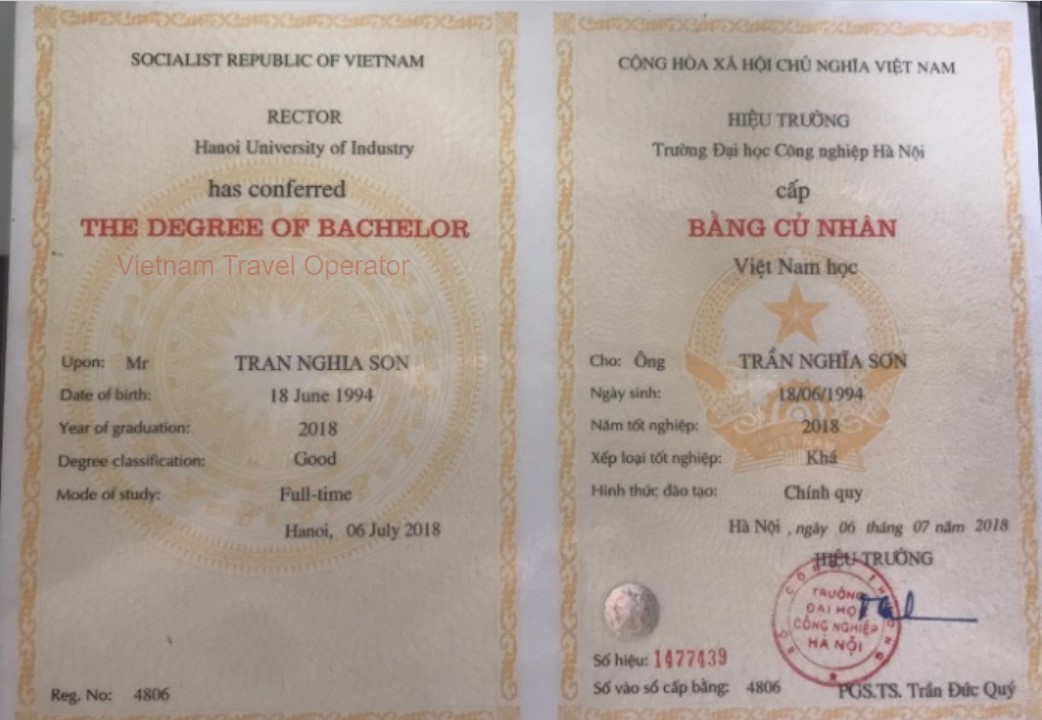 SOCIALIST REPUBLIC OF VIETNAM
RECTOR
Hanoi University of Industry
has conferred
THE DEGREE OF BACHELOR
Vietnam Travel Operator
Upon: Mr TRAN NGHIA SON
Date of birth: 18 June 1994
Year of graduation: 2018
Degree classification: Good
Mode of study: Full-time
Hanoi, 06 July 2018
Reg. No: 4806
CỘNG HÒA XÃ HỘI CHỦ NGHĨA VIỆT NAM
HIỆU TRƯỞNG
Trường Đại học Công nghiệp Hà Nội
cấp
BẰNG CỬ NHÂN
Việt Nam học
Cho: Ông TRẦN NGHĨA SƠN
Ngày sinh: 18/06/1994
Năm tốt nghiệp: 2018
Xếp loại tốt nghiệp: Khá
Hình thức đào tạo: Chính quy
Hà Nội , ngày 06 tháng 07 năm 2018
HIỆU TRƯỞNG
BỘ CÔNG THƯƠNG
TRƯỜNG
ĐẠI HỌ
CÔNG NGHIỆP
HÀ NỘI
Số hiệu: 1477439
Số vào sổ cấp bằng: 4806
PGS.TS. Trần Đức Quý